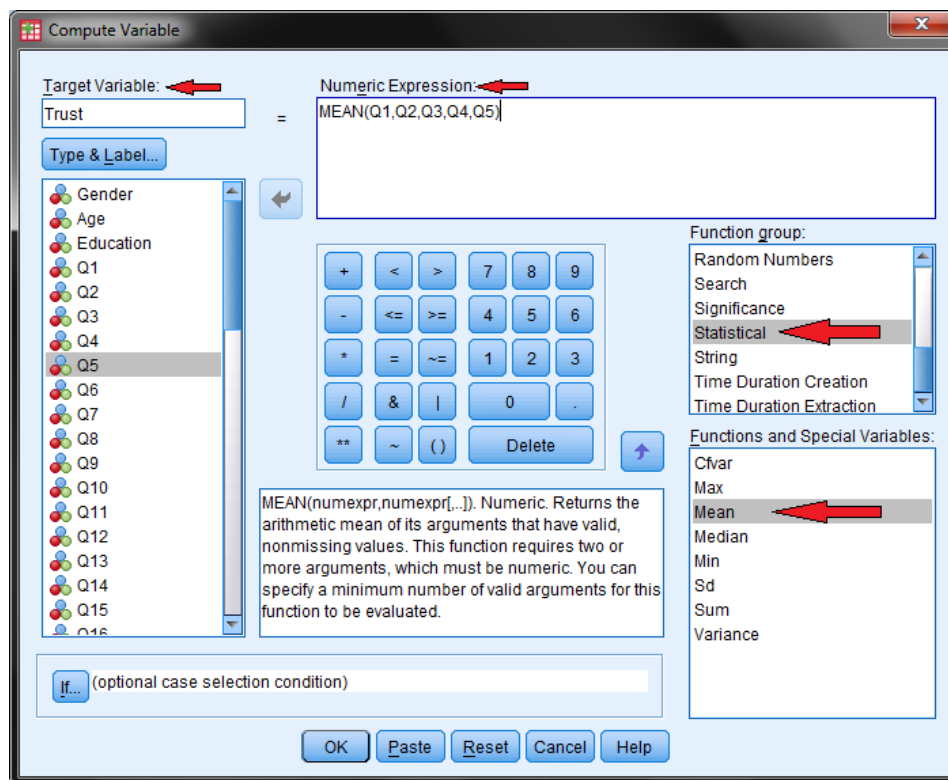 Compute Variable
x
Target Variable:
Trust
=
Type & Label...
Numeric Expression:
MEAN(Q1,Q2,Q3,Q4,Q5)
Gender
Age
Education
Q1
Q2
Q3
Q4
Q5
Q6
Q7
Q8
Q9
Q10
Q11
Q12
Q13
Q14
Q15
Q16
+ < > 7 8 9
- <= >= 4 5 6
* = ~= 1 2 3
/ & | 0 .
** ~ ( ) Delete
Function group:
Random Numbers
Search
Significance
Statistical
String
Time Duration Creation
Time Duration Extraction
Functions and Special Variables:
Cfvar
Max
Mean
Median
Min
Sd
Sum
Variance
MEAN(numexpr,numexpr[,..]). Numeric. Returns the
arithmetic mean of its arguments that have valid,
nonmissing values. This function requires two or
more arguments, which must be numeric. You can
specify a minimum number of valid arguments for this
function to be evaluated.
If... (optional case selection condition)
OK Paste Reset Cancel Help